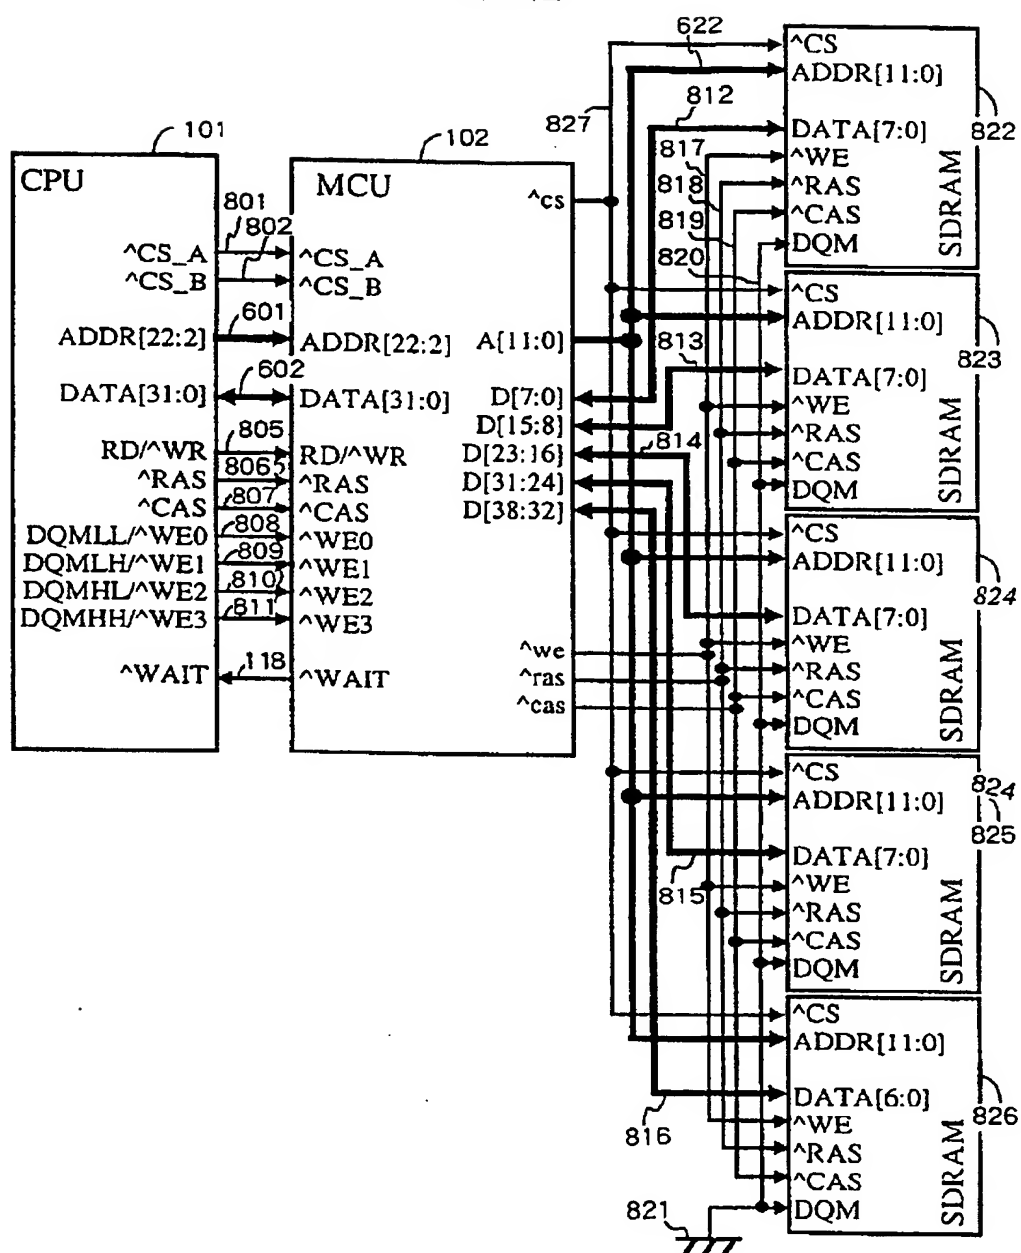 101
CPU
^CS_A
^CS_B
ADDR[22:2]
DATA[31:0]
RD/^WR
^RAS
^CAS
DQMLL/^WE0
DQMLH/^WE1
DQMHL/^WE2
DQMHH/^WE3
^WAIT
801
802
601
602
805
806
807
808
809
810
811
118
102
MCU
^CS_A
^CS_B
ADDR[22:2]
DATA[31:0]
RD/^WR
^RAS
^CAS
^WE0
^WE1
^WE2
^WE3
^WAIT
^cs
A[11:0]
D[7:0]
D[15:8]
D[23:16]
D[31:24]
D[38:32]
^we
^ras
^cas
622
827
812
817
818
819
820
813
814
815
816
821
^CS
ADDR[11:0]
DATA[7:0]
^WE
^RAS
^CAS
DQM
SDRAM
822
^CS
ADDR[11:0]
DATA[7:0]
^WE
^RAS
^CAS
DQM
SDRAM
823
^CS
ADDR[11:0]
DATA[7:0]
^WE
^RAS
^CAS
DQM
SDRAM
824
^CS
ADDR[11:0]
DATA[7:0]
^WE
^RAS
^CAS
DQM
SDRAM
824
825
^CS
ADDR[11:0]
DATA[6:0]
^WE
^RAS
^CAS
DQM
SDRAM
826